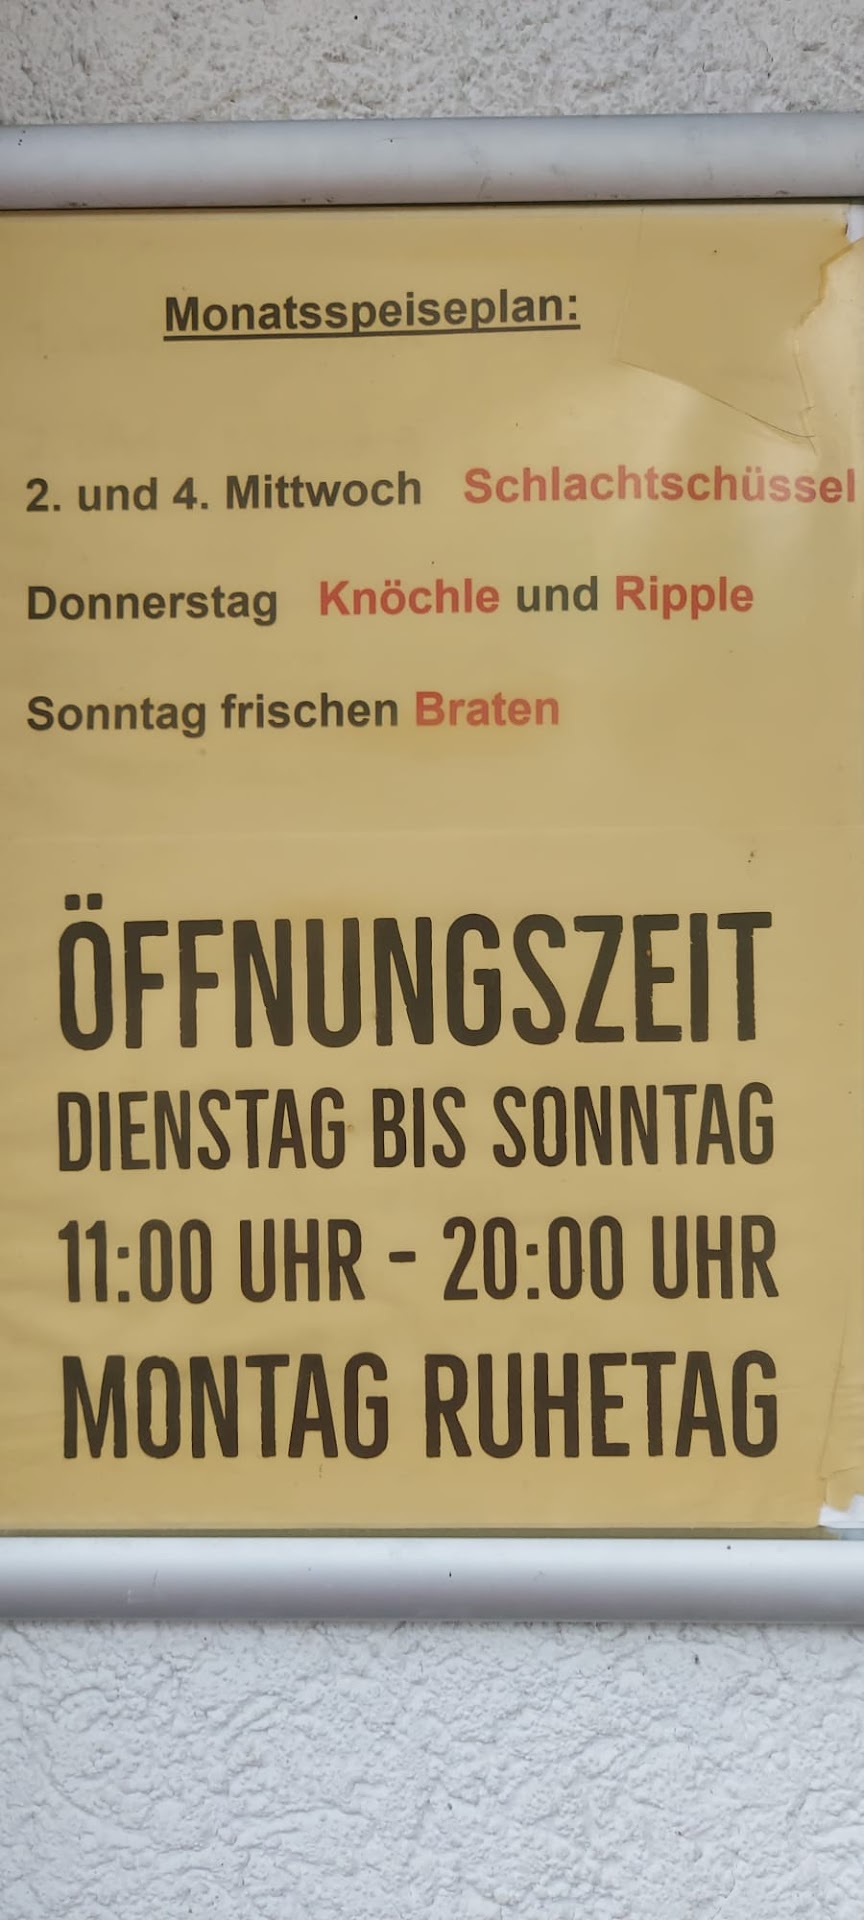 Monatsspeiseplan:
2. und 4. Mittwoch Schlachtschüssel
Donnerstag Knöchle und Ripple
Sonntag frischen Braten
ÖFFNUNGSZEIT
DIENSTAG BIS SONNTAG
11:00 UHR - 20:00 UHR
MONTAG RUHETAG